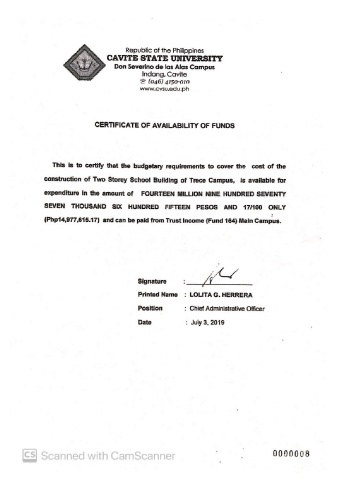 Republic of the Philippines
CAVITE STATE UNIVERSITY
Don Severino de las Alas Campus
Indang, Cavite
☏ (046) 4150-010
www.cvsu.edu.ph
CERTIFICATE OF AVAILABILITY OF FUNDS
This is to certify that the budgetary requirements to cover the cost of the
construction of Two Storey School Building of Trece Campus, is available for
expenditure in the amount of FOURTEEN MILLION NINE HUNDRED SEVENTY
SEVEN THOUSAND SIX HUNDRED FIFTEEN PESOS AND 17/100 ONLY
(Php14,977,615.17) and can be paid from Trust Income (Fund 164) Main Campus.
Signature :
Printed Name : LOLITA G. HERRERA
Position : Chief Administrative Officer
Date : July 3, 2019
CS Scanned with CamScanner
0000008